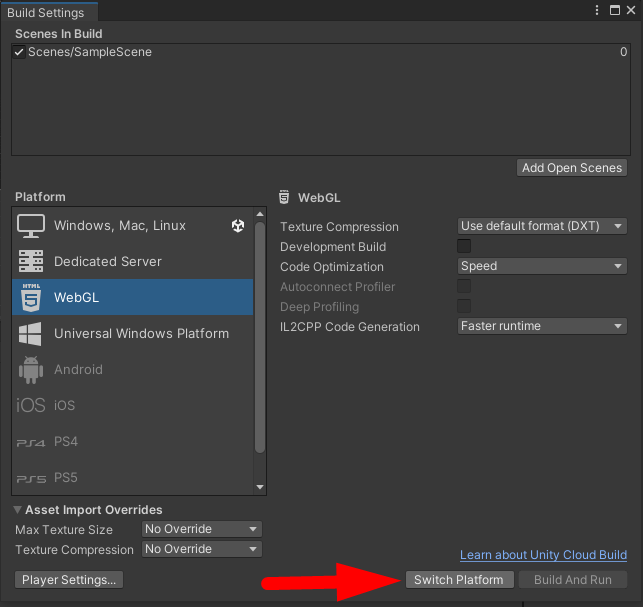 Build Settings
Scenes In Build
Scenes/SampleScene 0
Add Open Scenes
Platform
Windows, Mac, Linux
Dedicated Server
HTML 5 WebGL
Universal Windows Platform
Android
iOS iOS
PS4 PS4
PS5 PS5
5 WebGL
Texture Compression Use default format (DXT)
Development Build
Code Optimization Speed
Autoconnect Profiler
Deep Profiling
IL2CPP Code Generation Faster runtime
Asset Import Overrides
Max Texture Size No Override
Texture Compression No Override
Learn about Unity Cloud Build
Player Settings... Switch Platform Build And Run